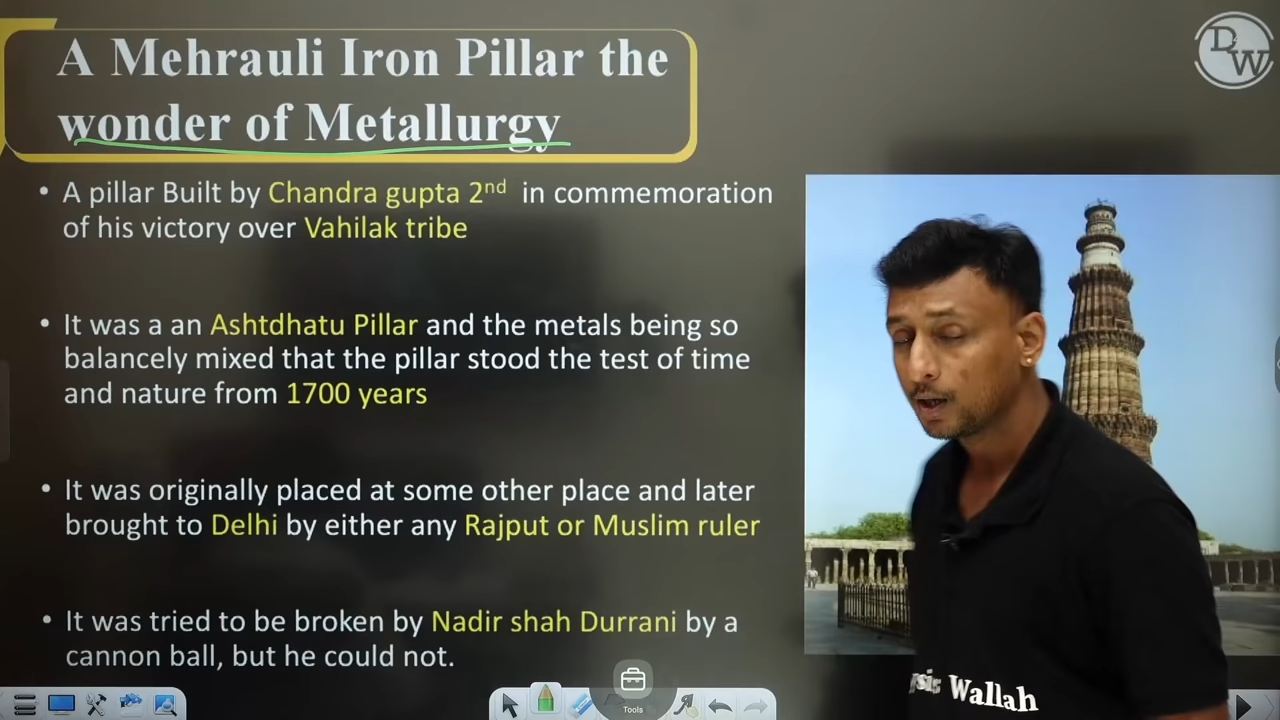 A Mehrauli Iron Pillar the
wonder of Metallurgy
• A pillar Built by Chandra gupta 2nd in commemoration
of his victory over Vahilak tribe
• It was a an Ashtdhatu Pillar and the metals being so
balancely mixed that the pillar stood the test of time
and nature from 1700 years
• It was originally placed at some other place and later
brought to Delhi by either any Rajput or Muslim ruler
• It was tried to be broken by Nadir shah Durrani by a
cannon ball, but he could not.
PW
Wallah
Tools